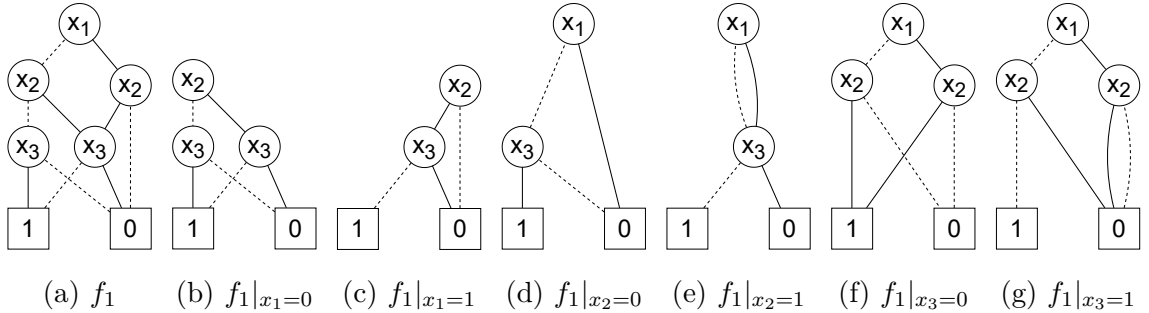 x1 x1 x1 x1 x1
x2 x2 x2 x2 x2 x2 x2 x2
x3 x3 x3 x3 x3 x3 x3
1 0 1 0 1 0 1 0 1 0 1 0 1 0
(a) f1 (b) f1|x1=0 (c) f1|x1=1 (d) f1|x2=0 (e) f1|x2=1 (f) f1|x3=0 (g) f1|x3=1